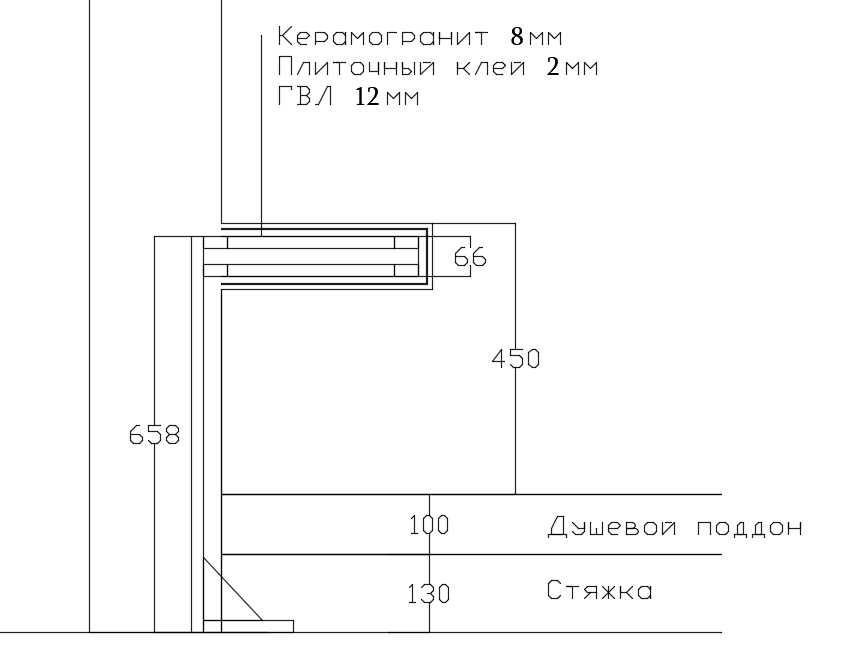 Керамогранит 8мм
Плиточный клей 2мм
ГВЛ 12мм
66
450
658
100 Душевой поддон
130 Стяжка